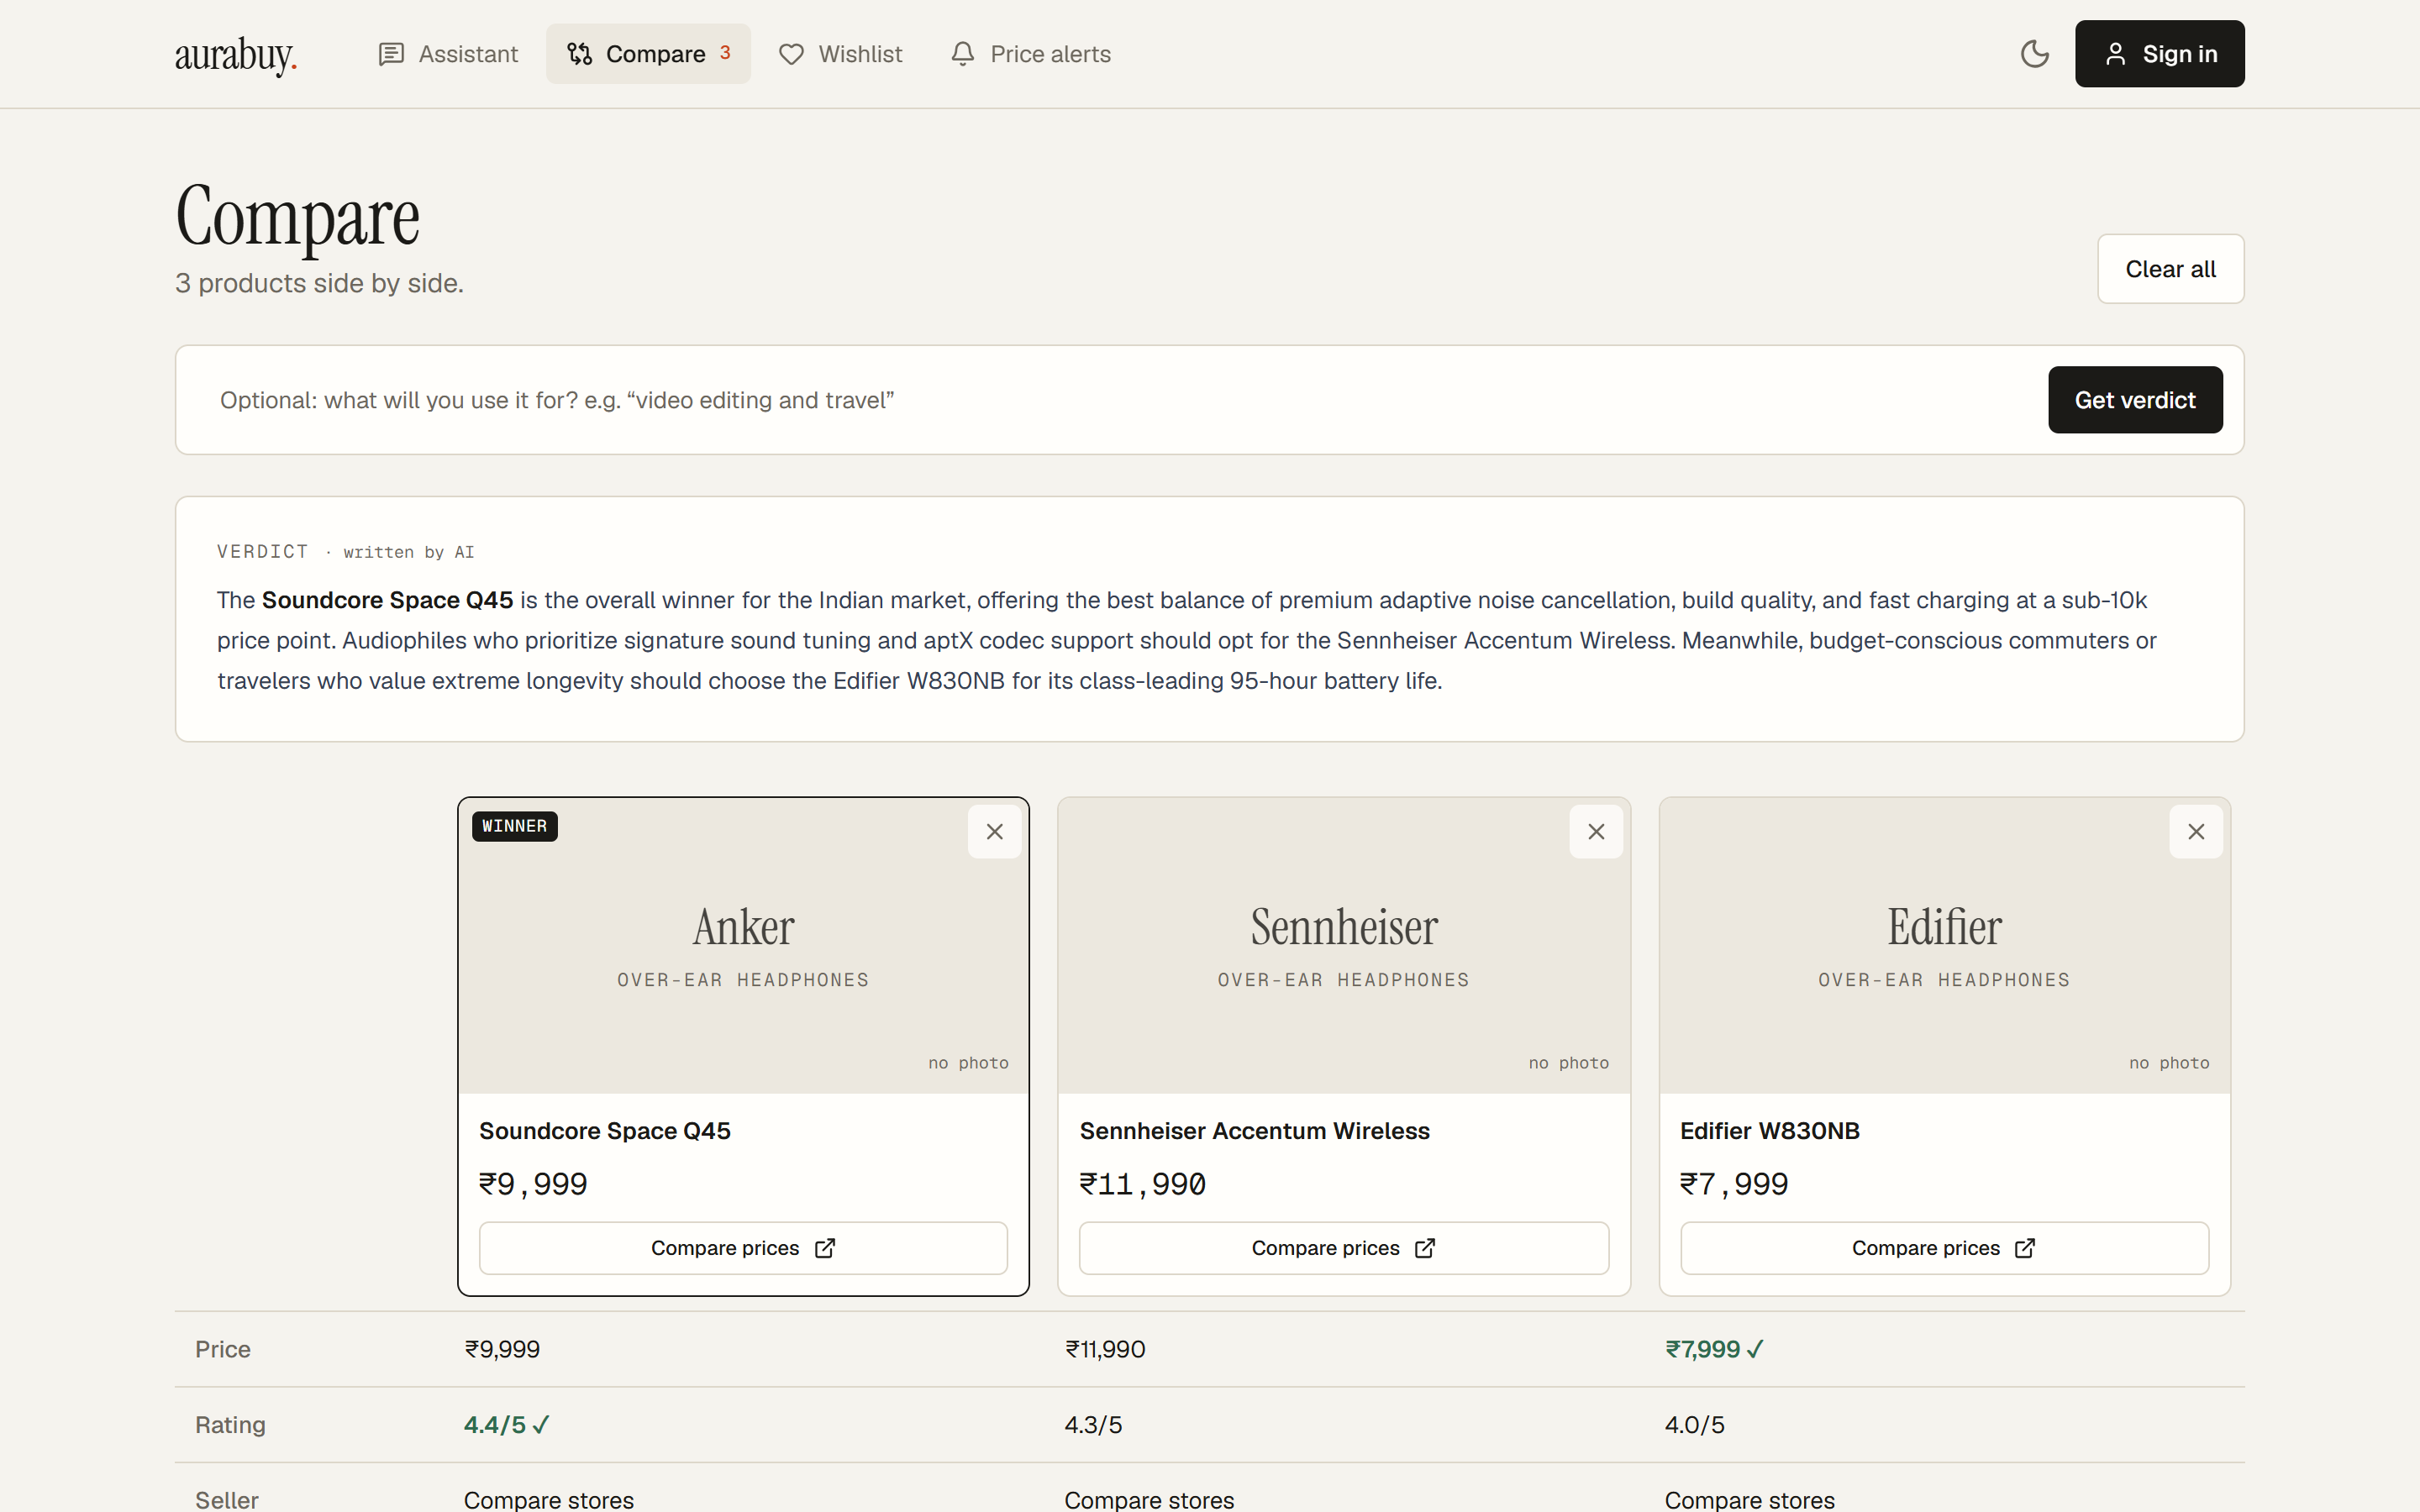 aurabuy.
Assistant
Compare 3
Wishlist
Price alerts
Sign in
Compare
3 products side by side.
Clear all
Optional: what will you use it for? e.g. “video editing and travel”
Get verdict
VERDICT · written by AI
The Soundcore Space Q45 is the overall winner for the Indian market, offering the best balance of premium adaptive noise cancellation, build quality, and fast charging at a sub-10k
price point. Audiophiles who prioritize signature sound tuning and aptX codec support should opt for the Sennheiser Accentum Wireless. Meanwhile, budget-conscious commuters or
travelers who value extreme longevity should choose the Edifier W830NB for its class-leading 95-hour battery life.
WINNER
Anker
OVER-EAR HEADPHONES
no photo
Soundcore Space Q45
₹9,999
Compare prices
Sennheiser
OVER-EAR HEADPHONES
no photo
Sennheiser Accentum Wireless
₹11,990
Compare prices
Edifier
OVER-EAR HEADPHONES
no photo
Edifier W830NB
₹7,999
Compare prices
Price ₹9,999 ₹11,990 ₹7,999 ✓
Rating 4.4/5 ✓ 4.3/5 4.0/5
Seller Compare stores Compare stores Compare stores